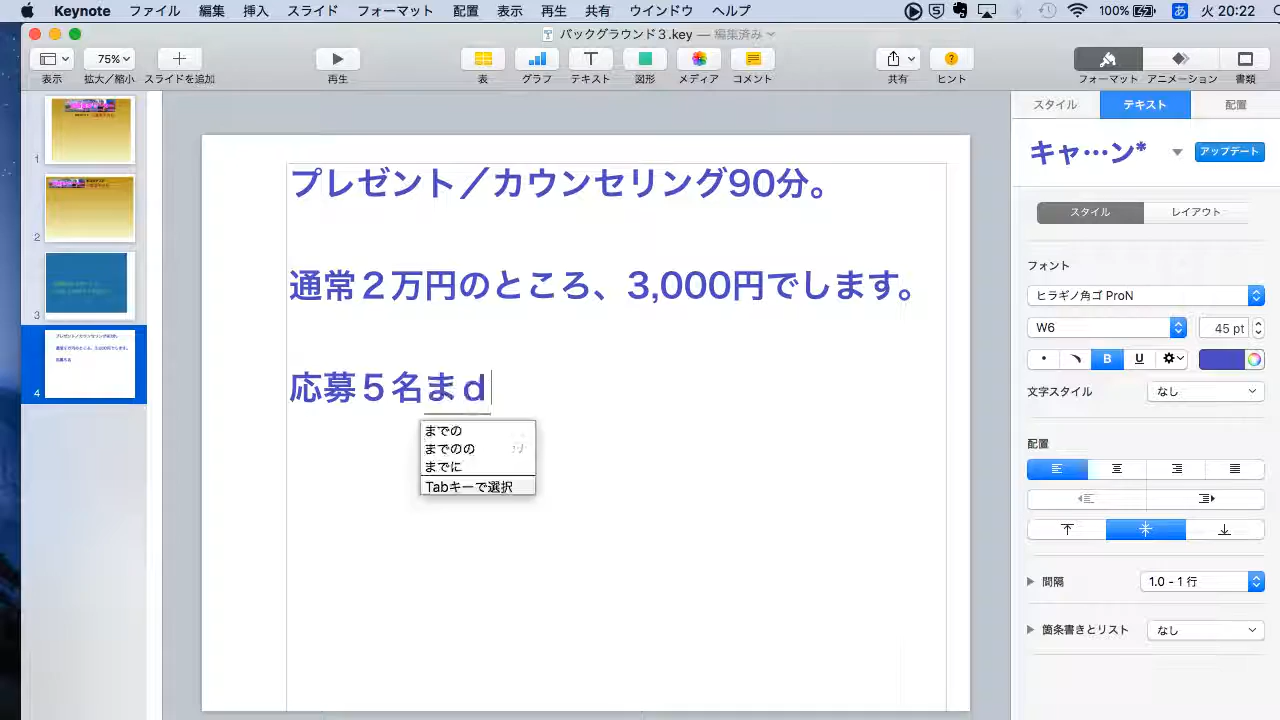 Keynote ファイル 編集 挿入 スライド フォーマット 配置 表示 再生 共有 ウインドウ ヘルプ 100% あ 火 20:22
バックグラウンド3.key — 編集済み
75%
表示 拡大/縮小 スライドを追加 再生 表 グラフ テキスト 図形 メディア コメント 共有 ヒント フォーマット アニメーション 書類
1
2
3
4
プレゼント／カウンセリング90分。
通常２万円のところ、3,000円でします。
応募５名まｄ
までの
までのの
までに
Tabキーで選択
スタイル テキスト 配置
キャ…ン* アップデート
スタイル レイアウト
フォント
ヒラギノ角ゴ ProN
W6 45 pt
B U
文字スタイル なし
配置
間隔 1.0 - 1 行
箇条書きとリスト なし